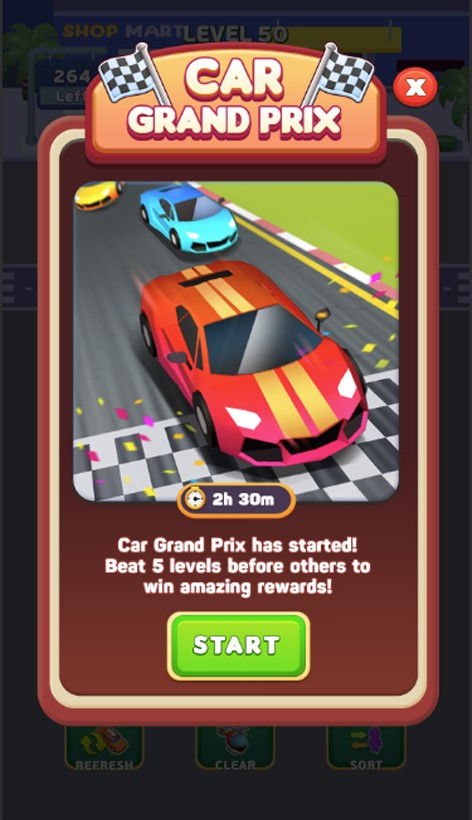 SHOP MART
LEVEL 50
264
Left
CAR
GRAND PRIX
X
2h 30m
Car Grand Prix has started!
Beat 5 levels before others to
win amazing rewards!
START
REFRESH
CLEAR
SORT